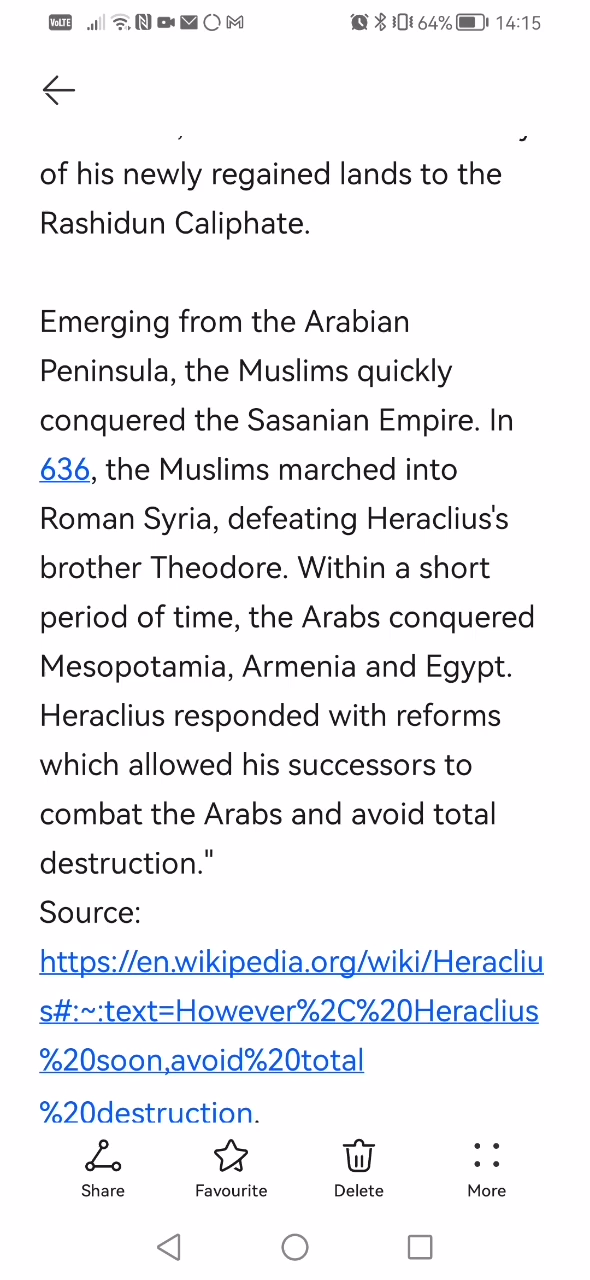 VoLTE 64% 14:15
of his newly regained lands to the
Rashidun Caliphate.
Emerging from the Arabian
Peninsula, the Muslims quickly
conquered the Sasanian Empire. In
636, the Muslims marched into
Roman Syria, defeating Heraclius's
brother Theodore. Within a short
period of time, the Arabs conquered
Mesopotamia, Armenia and Egypt.
Heraclius responded with reforms
which allowed his successors to
combat the Arabs and avoid total
destruction."
Source:
https://en.wikipedia.org/wiki/Heracliu
s#:~:text=However%2C%20Heraclius
%20soon,avoid%20total
%20destruction.
Share Favourite Delete More